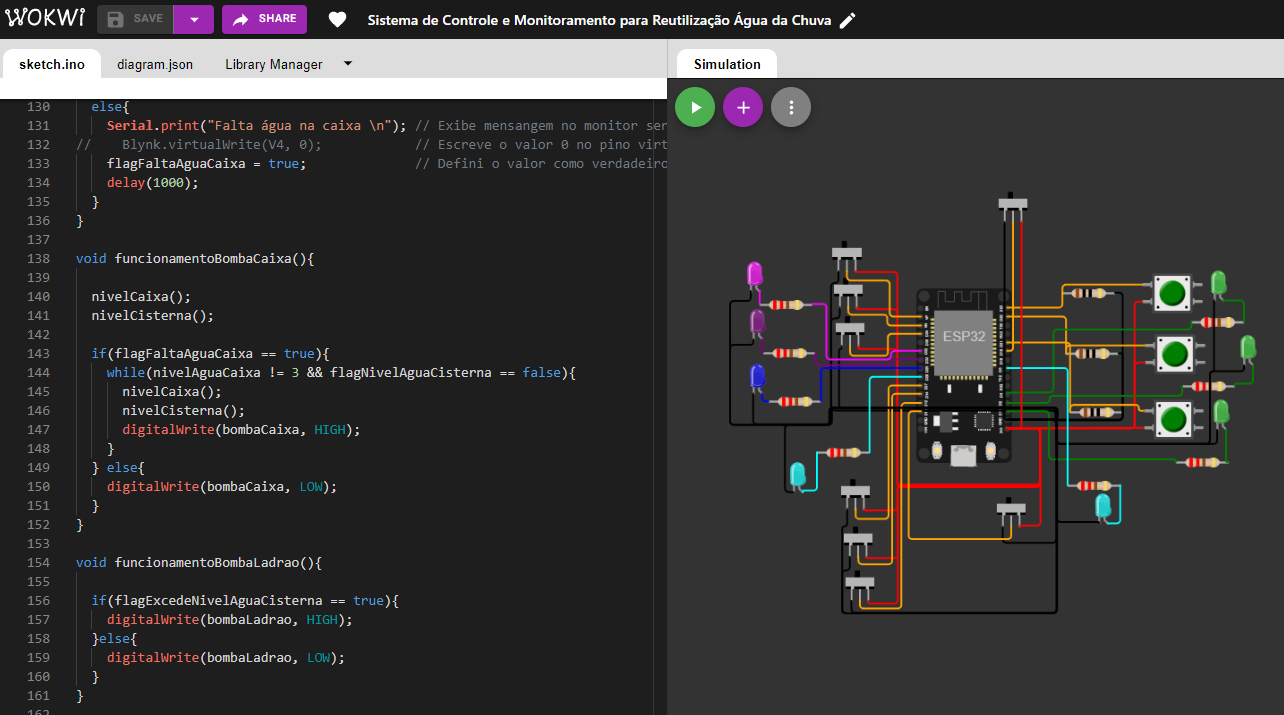 WOKWi
SAVE
SHARE
Sistema de Controle e Monitoramento para Reutilização Água da Chuva
sketch.ino
diagram.json
Library Manager
Simulation
130 else{
131 Serial.print("Falta água na caixa \n"); // Exibe mensangem no monitor ser
132 // Blynk.virtualWrite(V4, 0); // Escreve o valor 0 no pino virt
133 flagFaltaAguaCaixa = true; // Defini o valor como verdadeiro
134 delay(1000);
135 }
136 }
137
138 void funcionamentoBombaCaixa(){
139
140 nivelCaixa();
141 nivelCisterna();
142
143 if(flagFaltaAguaCaixa == true){
144 while(nivelAguaCaixa != 3 && flagNivelAguaCisterna == false){
145 nivelCaixa();
146 nivelCisterna();
147 digitalWrite(bombaCaixa, HIGH);
148 }
149 } else{
150 digitalWrite(bombaCaixa, LOW);
151 }
152 }
153
154 void funcionamentoBombaLadrao(){
155
156 if(flagExcedeNivelAguaCisterna == true){
157 digitalWrite(bombaLadrao, HIGH);
158 }else{
159 digitalWrite(bombaLadrao, LOW);
160 }
161 }
162
ESP32